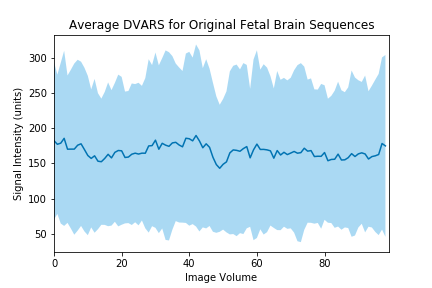 Average DVARS for Original Fetal Brain Sequences
Signal Intensity (units)
300
250
200
150
100
50
0 20 40 60 80
Image Volume